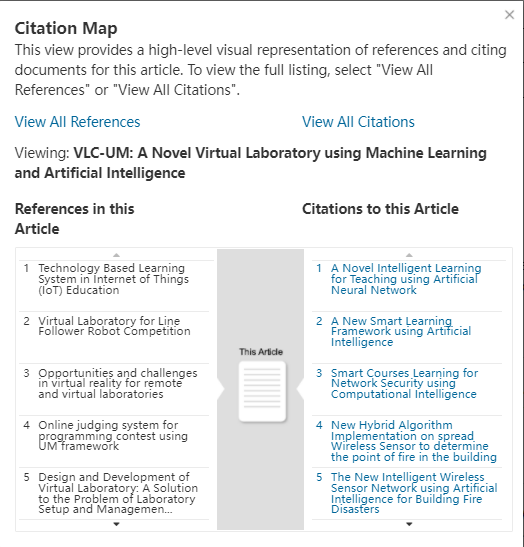 Citation Map
This view provides a high-level visual representation of references and citing
documents for this article. To view the full listing, select "View All
References" or "View All Citations".
View All References
View All Citations
Viewing: VLC-UM: A Novel Virtual Laboratory using Machine Learning
and Artificial Intelligence
References in this
Article
Citations to this Article
1 Technology Based Learning
System in Internet of Things
(IoT) Education
2 Virtual Laboratory for Line
Follower Robot Competition
3 Opportunities and challenges
in virtual reality for remote
and virtual laboratories
4 Online judging system for
programming contest using
UM framework
5 Design and Development of
Virtual Laboratory: A Solution
to the Problem of Laboratory
Setup and Managemen...
This Article
1 A Novel Intelligent Learning
for Teaching using Artificial
Neural Network
2 A New Smart Learning
Framework using Artificial
Intelligence
3 Smart Courses Learning for
Network Security using
Computational Intelligence
4 New Hybrid Algorithm
Implementation on spread
Wireless Sensor to determine
the point of fire in the building
5 The New Intelligent Wireless
Sensor Network using Artificial
Intelligence for Building Fire
Disasters